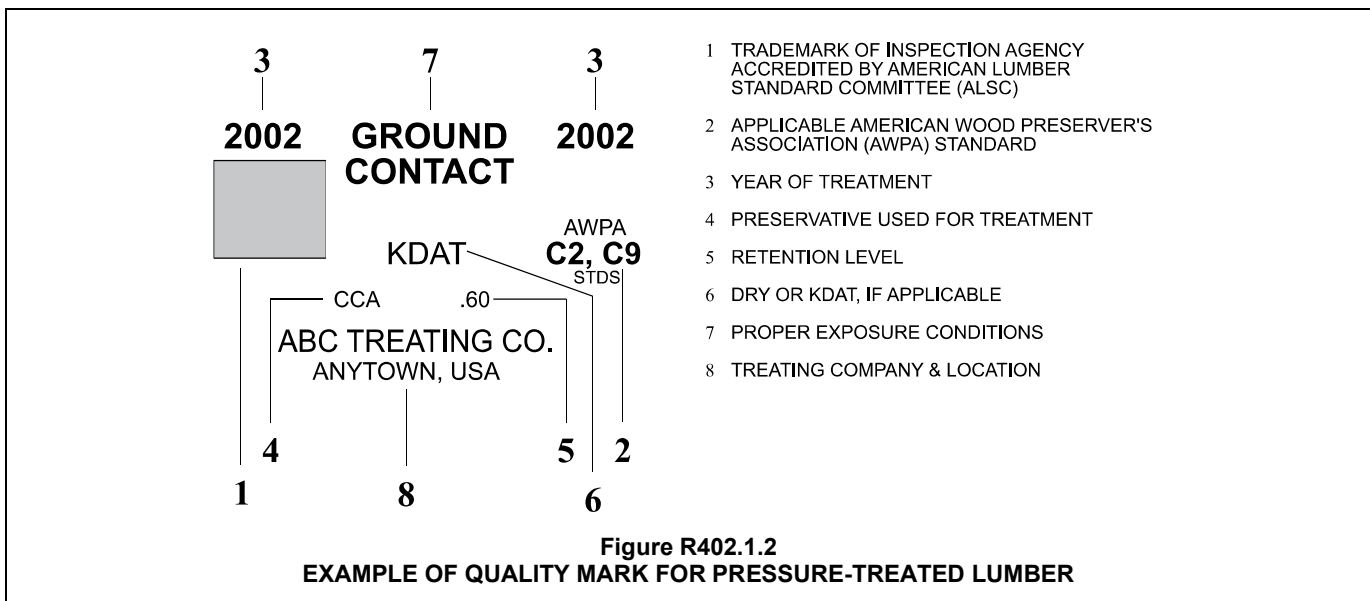 3 7 3
2002 GROUND 2002
CONTACT
AWPA
KDAT C2, C9
STDS
CCA .60
ABC TREATING CO.
ANYTOWN, USA
4 5 2
1 8 6
1 TRADEMARK OF INSPECTION AGENCY
ACCREDITED BY AMERICAN LUMBER
STANDARD COMMITTEE (ALSC)
2 APPLICABLE AMERICAN WOOD PRESERVER'S
ASSOCIATION (AWPA) STANDARD
3 YEAR OF TREATMENT
4 PRESERVATIVE USED FOR TREATMENT
5 RETENTION LEVEL
6 DRY OR KDAT, IF APPLICABLE
7 PROPER EXPOSURE CONDITIONS
8 TREATING COMPANY & LOCATION
Figure R402.1.2
EXAMPLE OF QUALITY MARK FOR PRESSURE-TREATED LUMBER